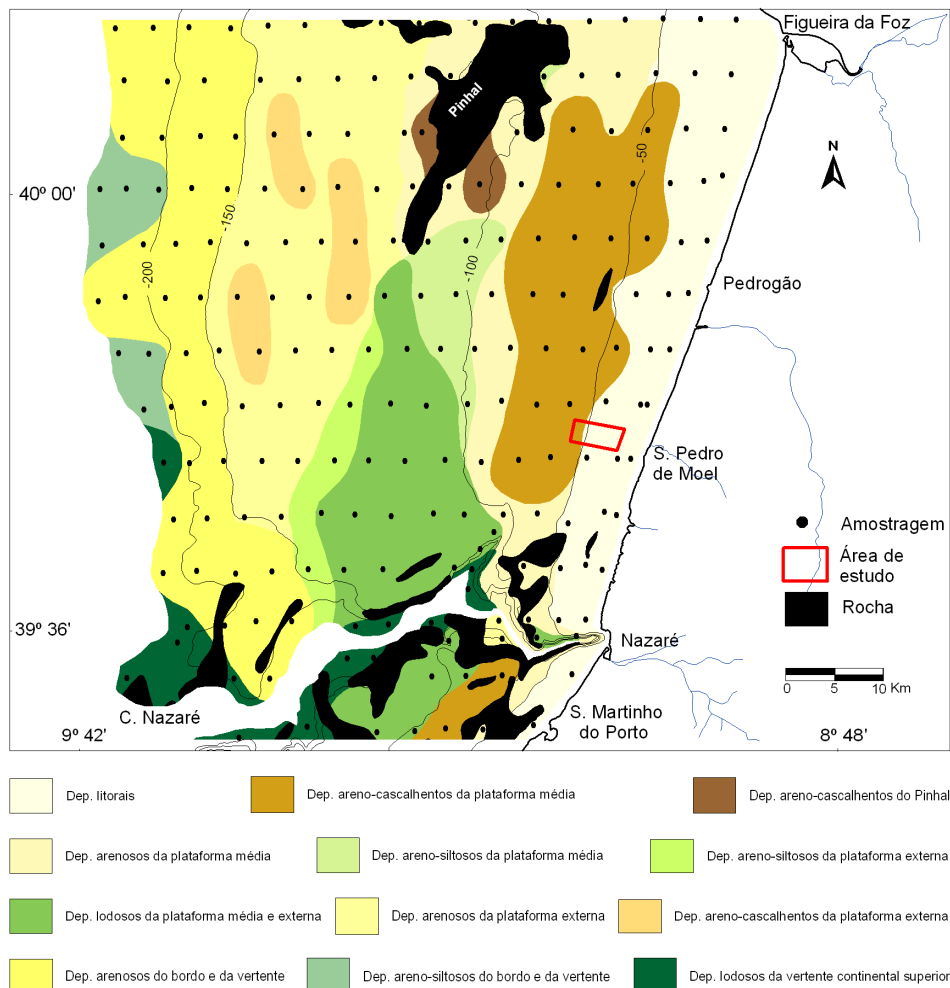 Figueira da Foz
Pinhal
N
-50
40º 00'
-150
-200
-100
Pedrogão
S. Pedro
de Moel
Amostragem
Área de
estudo
Rocha
39º 36'
Nazaré
0 5 10 Km
C. Nazaré
S. Martinho
do Porto
9º 42'
8º 48'
Dep. litorais
Dep. areno-cascalhentos da plataforma média
Dep. areno-cascalhentos do Pinhal
Dep. arenosos da plataforma média
Dep. areno-siltosos da plataforma média
Dep. areno-siltosos da plataforma externa
Dep. lodosos da plataforma média e externa
Dep. arenosos da plataforma externa
Dep. areno-cascalhentos da plataforma externa
Dep. arenosos do bordo e da vertente
Dep. areno-siltosos do bordo e da vertente
Dep. lodosos da vertente continental superior